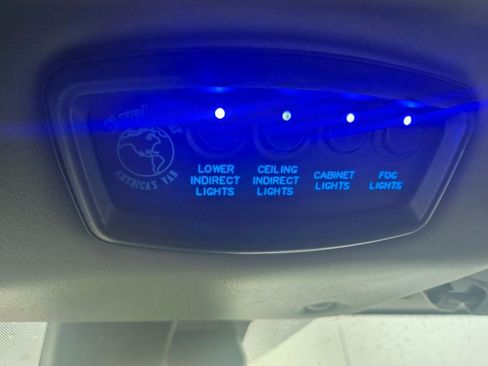 LOWER
INDIRECT
LIGHTS
CEILING
INDIRECT
LIGHTS
CABINET
LIGHTS
FOG
LIGHTS
AMERICA'S VAN